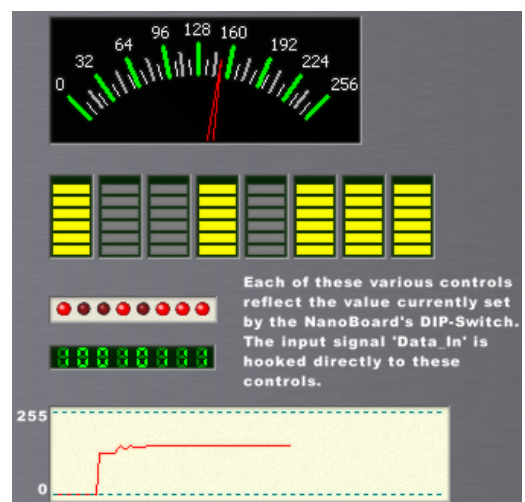 0 32 64 96 128 160 192 224 256
Each of these various controls
reflect the value currently set
by the NanoBoard's DIP-Switch.
The input signal 'Data_In' is
hooked directly to these
controls.
10010111
255
0